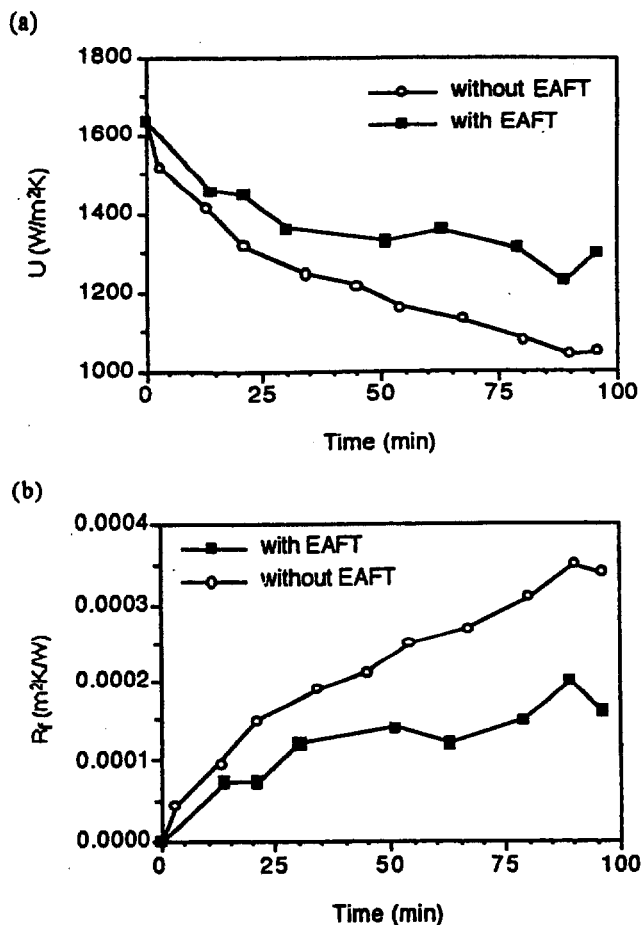 (a)
1800
1600
1400
1200
1000
U (W/m²K)
without EAFT
with EAFT
0 25 50 75 100
Time (min)
(b)
0.0004
0.0003
0.0002
0.0001
0.0000
Rf (m²K/W)
with EAFT
without EAFT
0 25 50 75 100
Time (min)